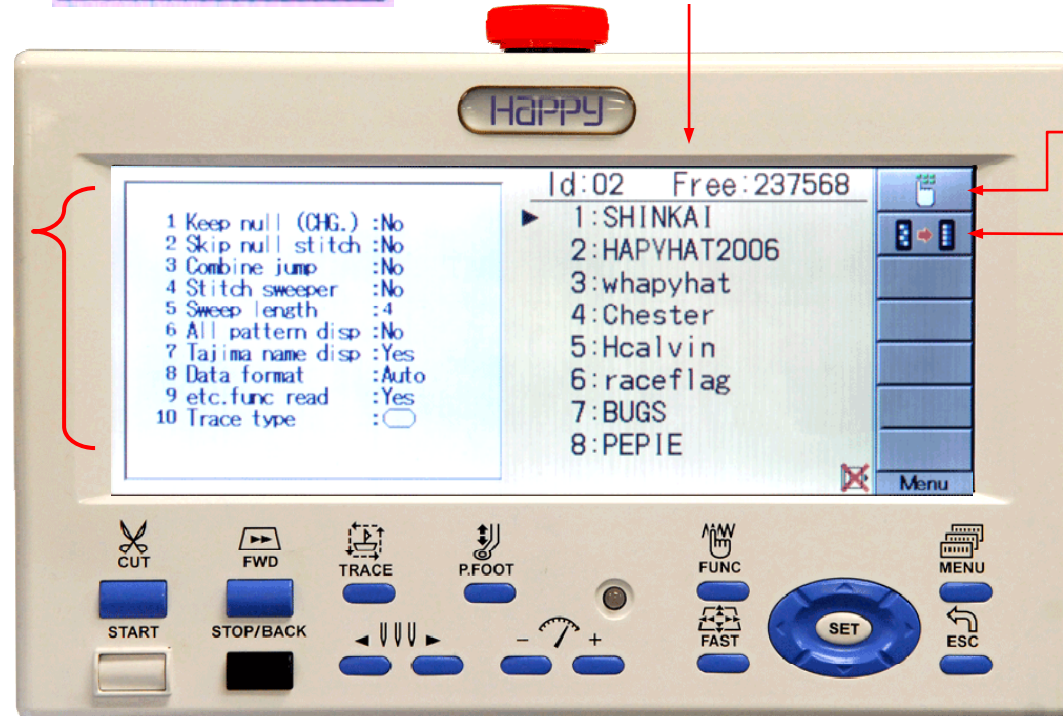 Happy
Id:02 Free:237568
1 Keep null (CHG.) :No
2 Skip null stitch :No
3 Combine jump :No
4 Stitch sweeper :No
5 Sweep length :4
6 All pattern disp :No
7 Tajima name disp :Yes
8 Data format :Auto
9 etc.func read :Yes
10 Trace type :
1:SHINKAI
2:HAPYHAT2006
3:whapyhat
4:Chester
5:Hcalvin
6:raceflag
7:BUGS
8:PEPIE
Menu
CUT
FWD
TRACE
P.FOOT
FUNC
MENU
START
STOP/BACK
- +
FAST
SET
ESC